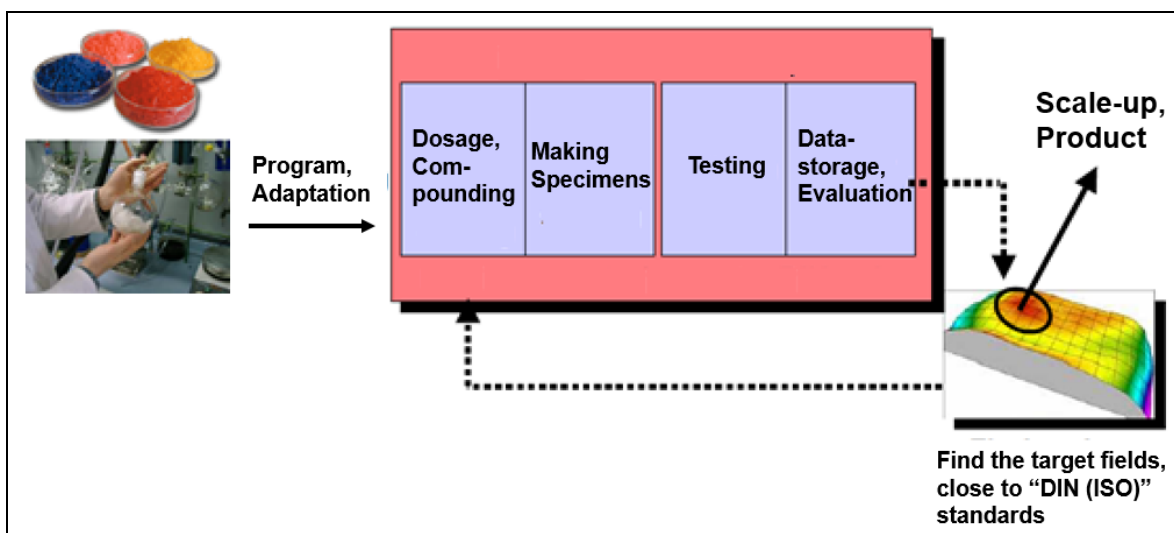 Program,
Adaptation
Dosage,
Com-
pounding
Making
Specimens
Testing
Data-
storage,
Evaluation
Scale-up,
Product
Find the target fields,
close to “DIN (ISO)”
standards